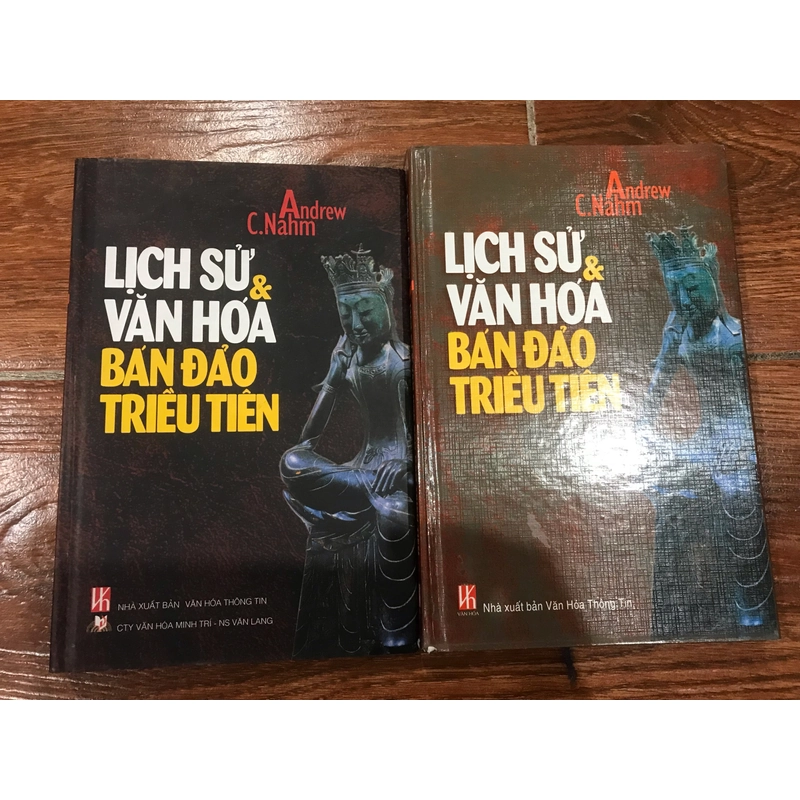 Andrew
C.Nahm
LỊCH SỬ
&
VĂN HÓA
BÁN ĐẢO
TRIỀU TIÊN
NHÀ XUẤT BẢN VĂN HÓA THÔNG TIN
CTY VĂN HÓA MINH TRÍ - NS VĂN LANG
Andrew
C.Nahm
LỊCH SỬ
&
VĂN HÓA
BÁN ĐẢO
TRIỀU TIÊN
VĂN HÓA
Nhà xuất bản Văn Hóa Thông Tin